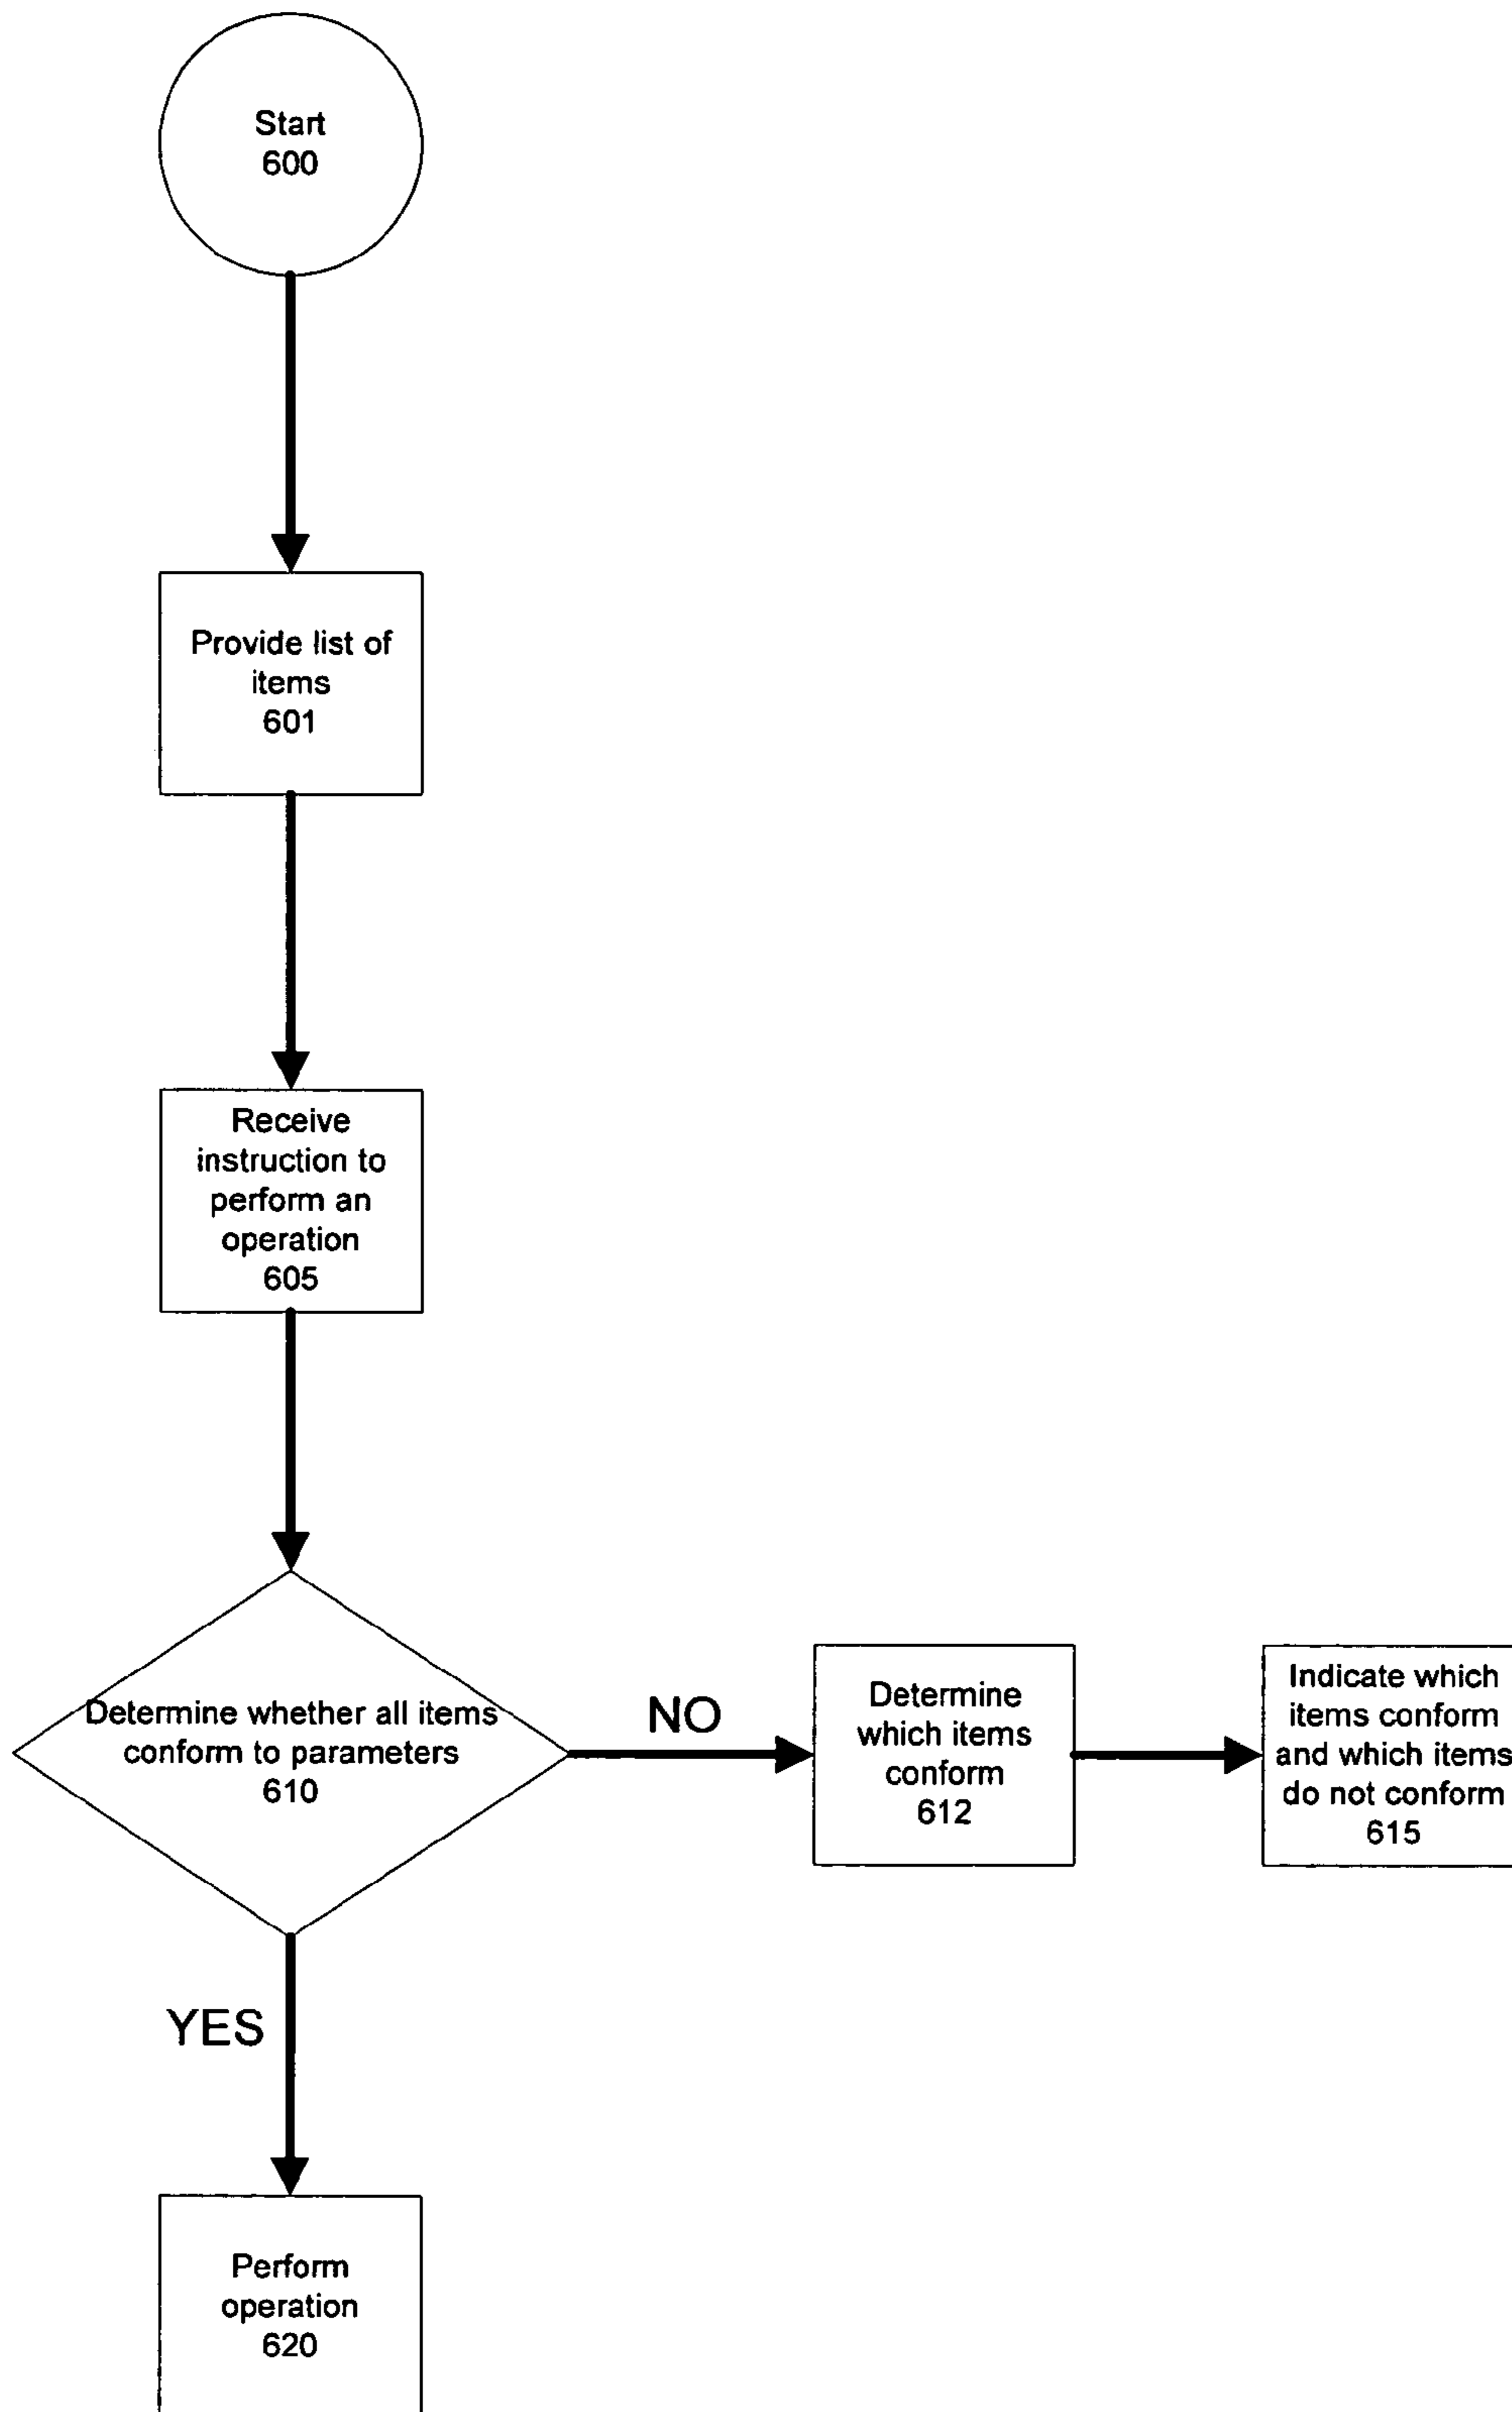 Start
600
Provide list of
items
601
Receive
instruction to
perform an
operation
605
Determine whether all items
conform to parameters
610
NO
Determine
which items
conform
612
Indicate which
items conform
and which items
do not conform
615
YES
Perform
operation
620